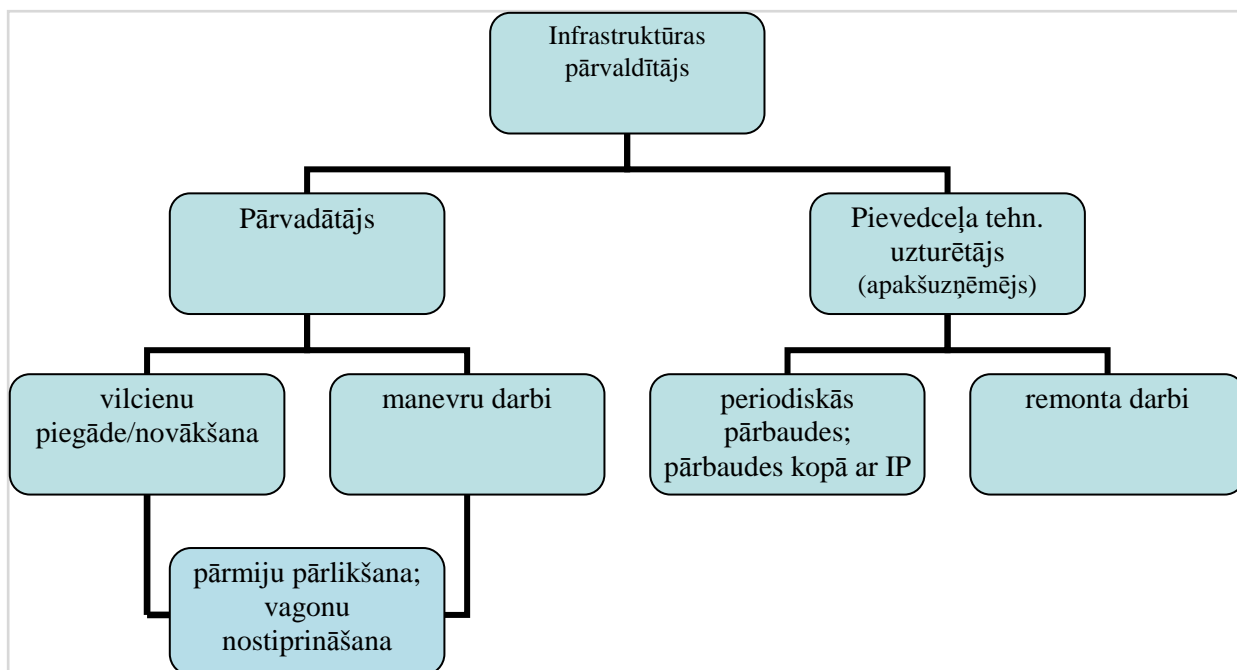 Infrastruktūras
pārvaldītājs
Pārvadātājs
Pievedceļa tehn.
uzturētājs
(apakšuzņēmējs)
vilcienu
piegāde/novākšana
manevru darbi
periodiskās
pārbaudes;
pārbaudes kopā ar IP
remonta darbi
pārmiju pārlikšana;
vagonu
nostiprināšana